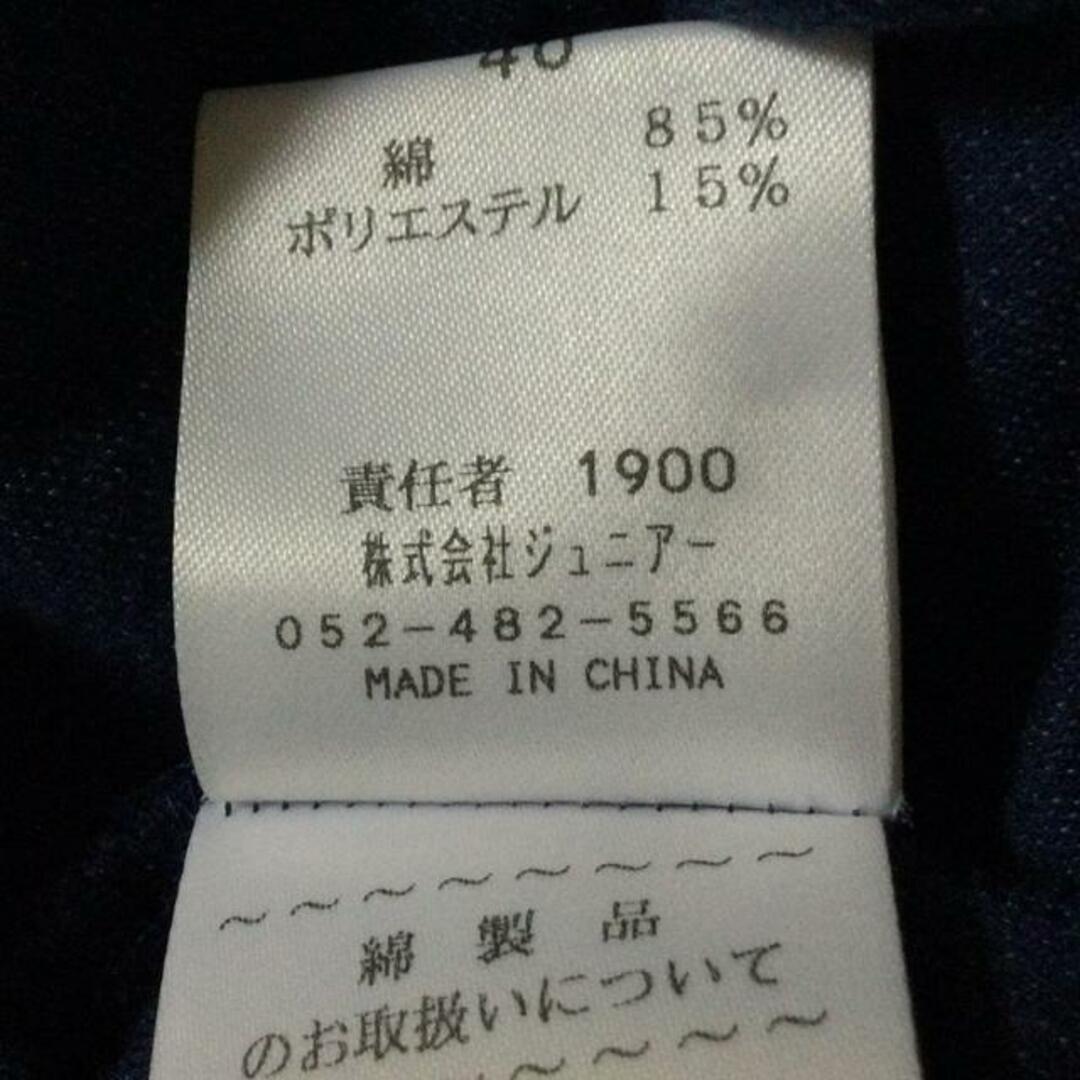 40
綿 85%
ポリエステル 15%
責任者 1900
株式会社ジュニアー
052-482-5566
MADE IN CHINA
~ ~ ~ ~ ~ ~ ~ ~
綿 製 品
のお取扱いについて
~ ~ ~ ~